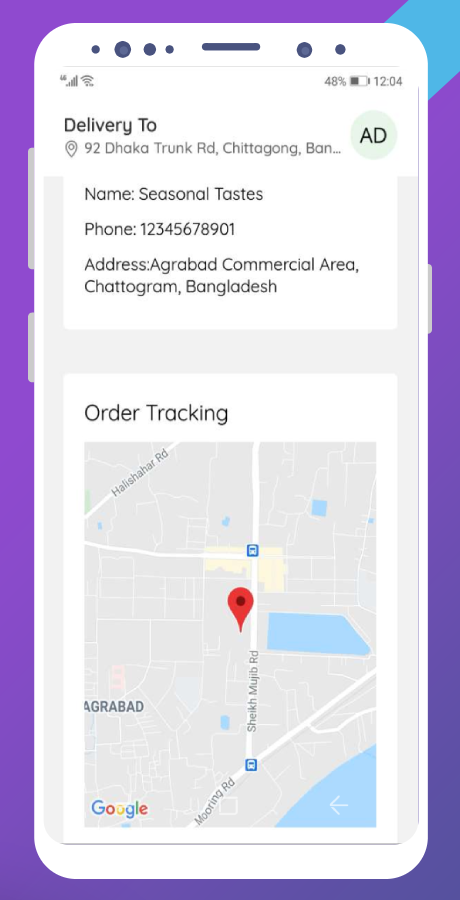 48% 12:04
Delivery To
92 Dhaka Trunk Rd, Chittagong, Ban...
AD
Name: Seasonal Tastes
Phone: 12345678901
Address:Agrabad Commercial Area,
Chattogram, Bangladesh
Order Tracking
Halishahar Rd
Sheikh Mujib Rd
AGRABAD
Mooring Rd
Google